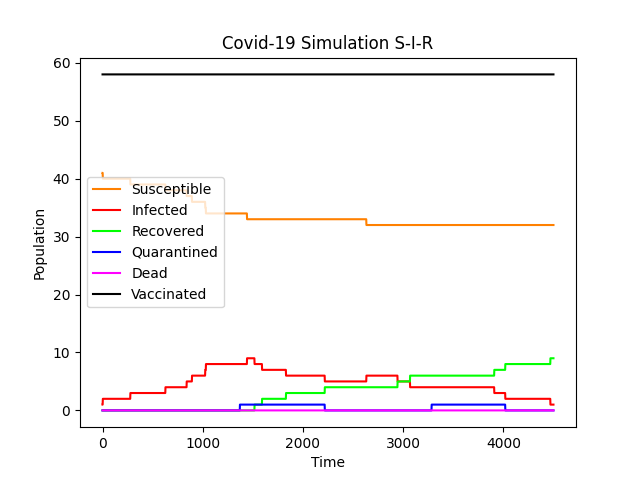 Covid-19 Simulation S-I-R
60
50
40
30
20
10
0
Population
Susceptible
Infected
Recovered
Quarantined
Dead
Vaccinated
0 1000 2000 3000 4000
Time